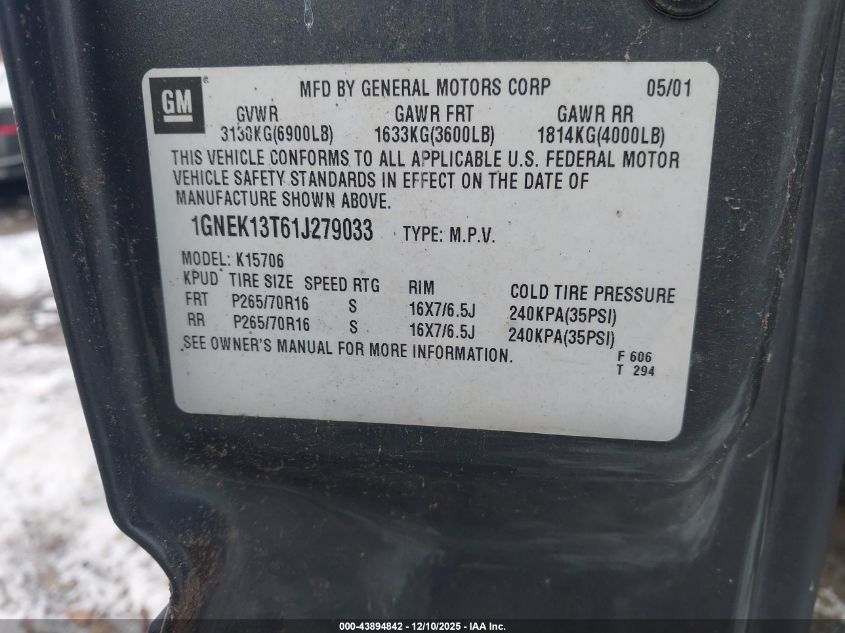 GM ®
MFD BY GENERAL MOTORS CORP 05/01
GVWR GAWR FRT GAWR RR
3130KG(6900LB) 1633KG(3600LB) 1814KG(4000LB)
THIS VEHICLE CONFORMS TO ALL APPLICABLE U.S. FEDERAL MOTOR
VEHICLE SAFETY STANDARDS IN EFFECT ON THE DATE OF
MANUFACTURE SHOWN ABOVE.
1GNEK13T61J279033 TYPE: M.P.V.
MODEL: K15706
KPUD TIRE SIZE SPEED RTG RIM COLD TIRE PRESSURE
FRT P265/70R16 S 16X7/6.5J 240KPA(35PSI)
RR P265/70R16 S 16X7/6.5J 240KPA(35PSI)
SEE OWNER'S MANUAL FOR MORE INFORMATION.
F 606
T 294
000-43894842 - 12/10/2025 - IAA Inc.